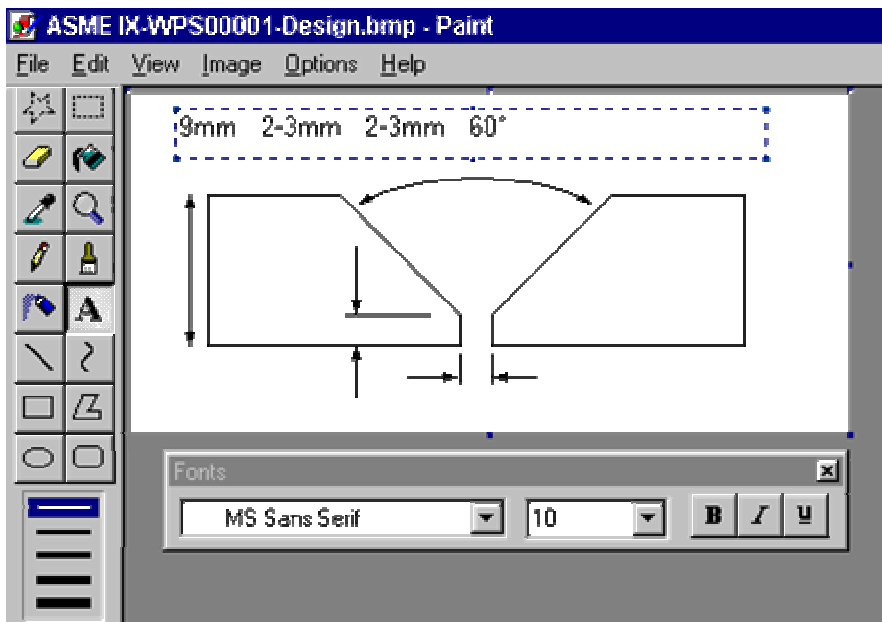 ASME IX-WPS00001-Design.bmp - Paint
File Edit View Image Options Help
9mm 2-3mm 2-3mm 60°
A
Fonts
MS Sans Serif 10 B I U